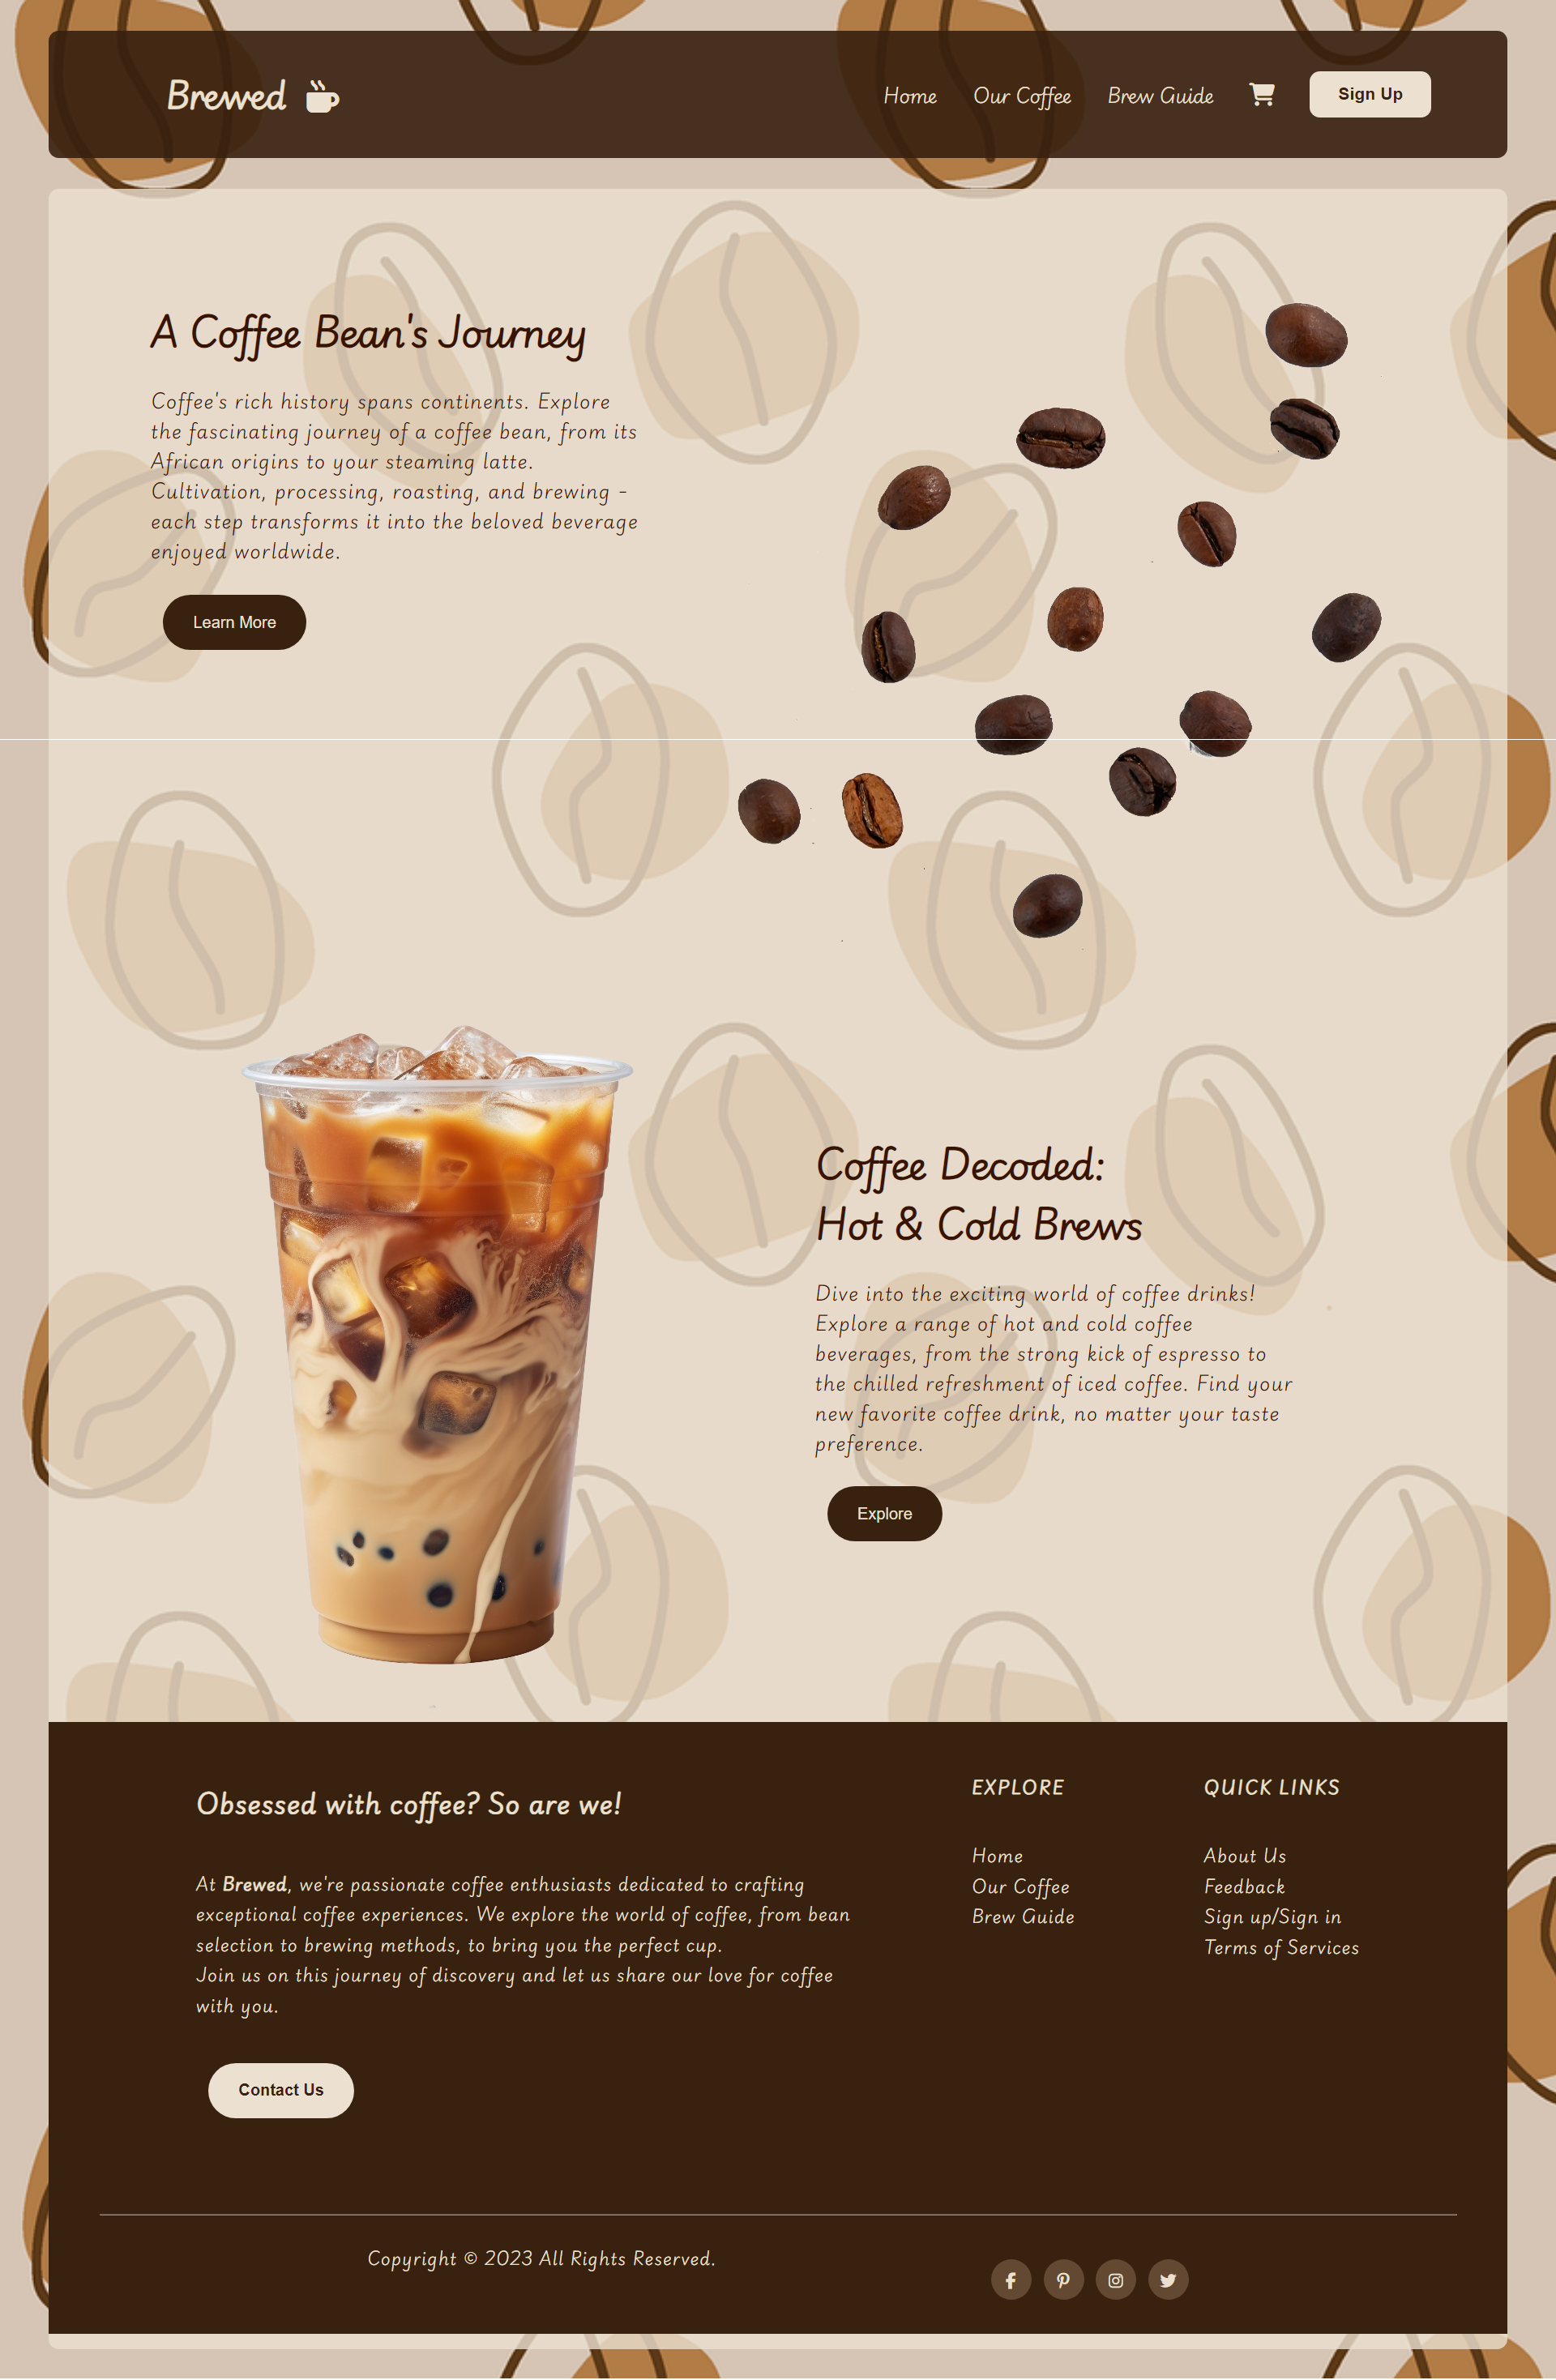 Brewed
Home Our Coffee Brew Guide Sign Up
A Coffee Bean's Journey
Coffee's rich history spans continents. Explore
the fascinating journey of a coffee bean, from its
African origins to your steaming latte.
Cultivation, processing, roasting, and brewing -
each step transforms it into the beloved beverage
enjoyed worldwide.
Learn More
Coffee Decoded:
Hot & Cold Brews
Dive into the exciting world of coffee drinks!
Explore a range of hot and cold coffee
beverages, from the strong kick of espresso to
the chilled refreshment of iced coffee. Find your
new favorite coffee drink, no matter your taste
preference.
Explore
Obsessed with coffee? So are we!
At Brewed, we're passionate coffee enthusiasts dedicated to crafting
exceptional coffee experiences. We explore the world of coffee, from bean
selection to brewing methods, to bring you the perfect cup.
Join us on this journey of discovery and let us share our love for coffee
with you.
Contact Us
EXPLORE
Home
Our Coffee
Brew Guide
QUICK LINKS
About Us
Feedback
Sign up/Sign in
Terms of Services
Copyright © 2023 All Rights Reserved.